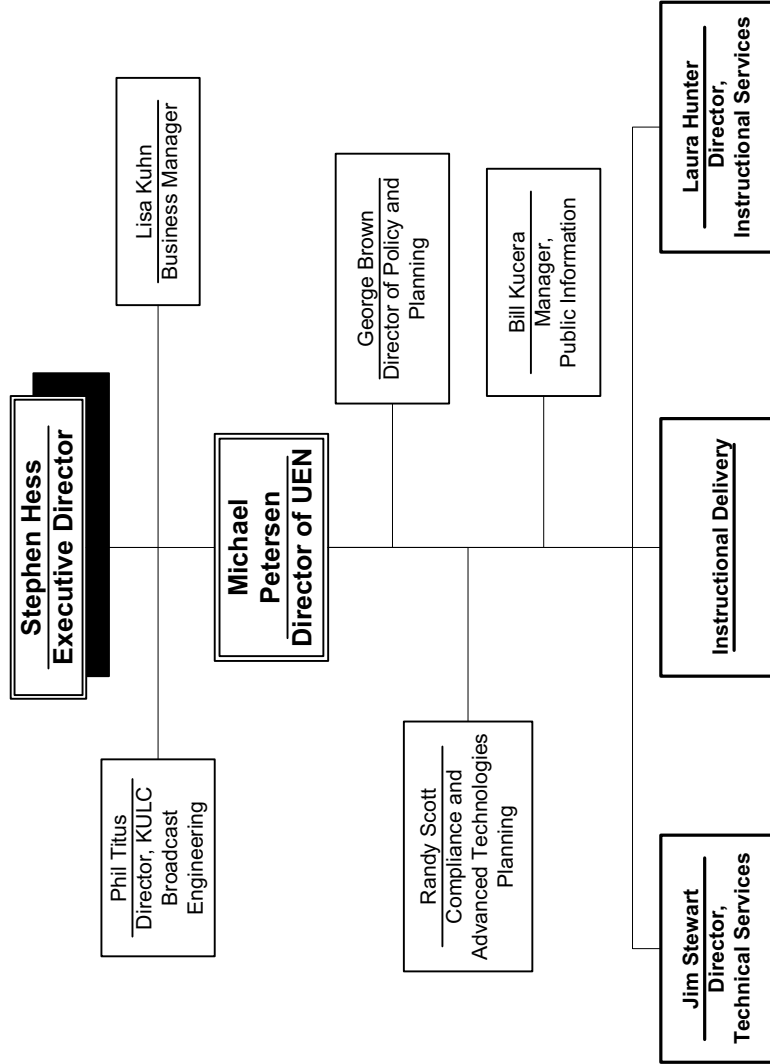 Stephen Hess
Executive Director
Phil Titus
Director, KULC
Broadcast
Engineering
Lisa Kuhn
Business Manager
Michael
Petersen
Director of UEN
George Brown
Director of Policy and
Planning
Randy Scott
Compliance and
Advanced Technologies
Planning
Bill Kucera
Manager,
Public Information
Jim Stewart
Director,
Technical Services
Instructional Delivery
Laura Hunter
Director,
Instructional Services